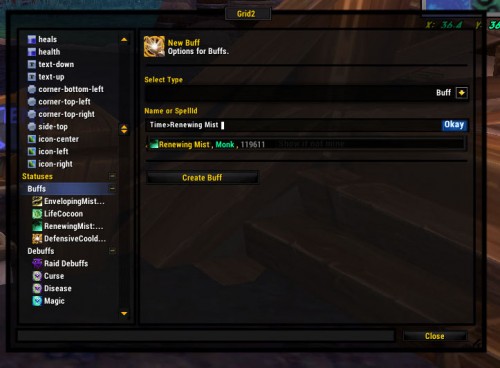 Grid2
X: 36.4 Y: 36
heals
health
text-down
text-up
corner-bottom-left
corner-top-left
corner-top-right
side-top
icon-center
icon-left
icon-right
Statuses
Buffs
EnvelopingMist...
LifeCocoon
RenewingMist:...
DefensiveCoold...
Debuffs
Raid Debuffs
Curse
Disease
Magic
New Buff
Options for Buffs.
Select Type
Buff
Name or SpellId
Time>Renewing Mist
Okay
Renewing Mist , Monk , 119611
Create Buff
Close